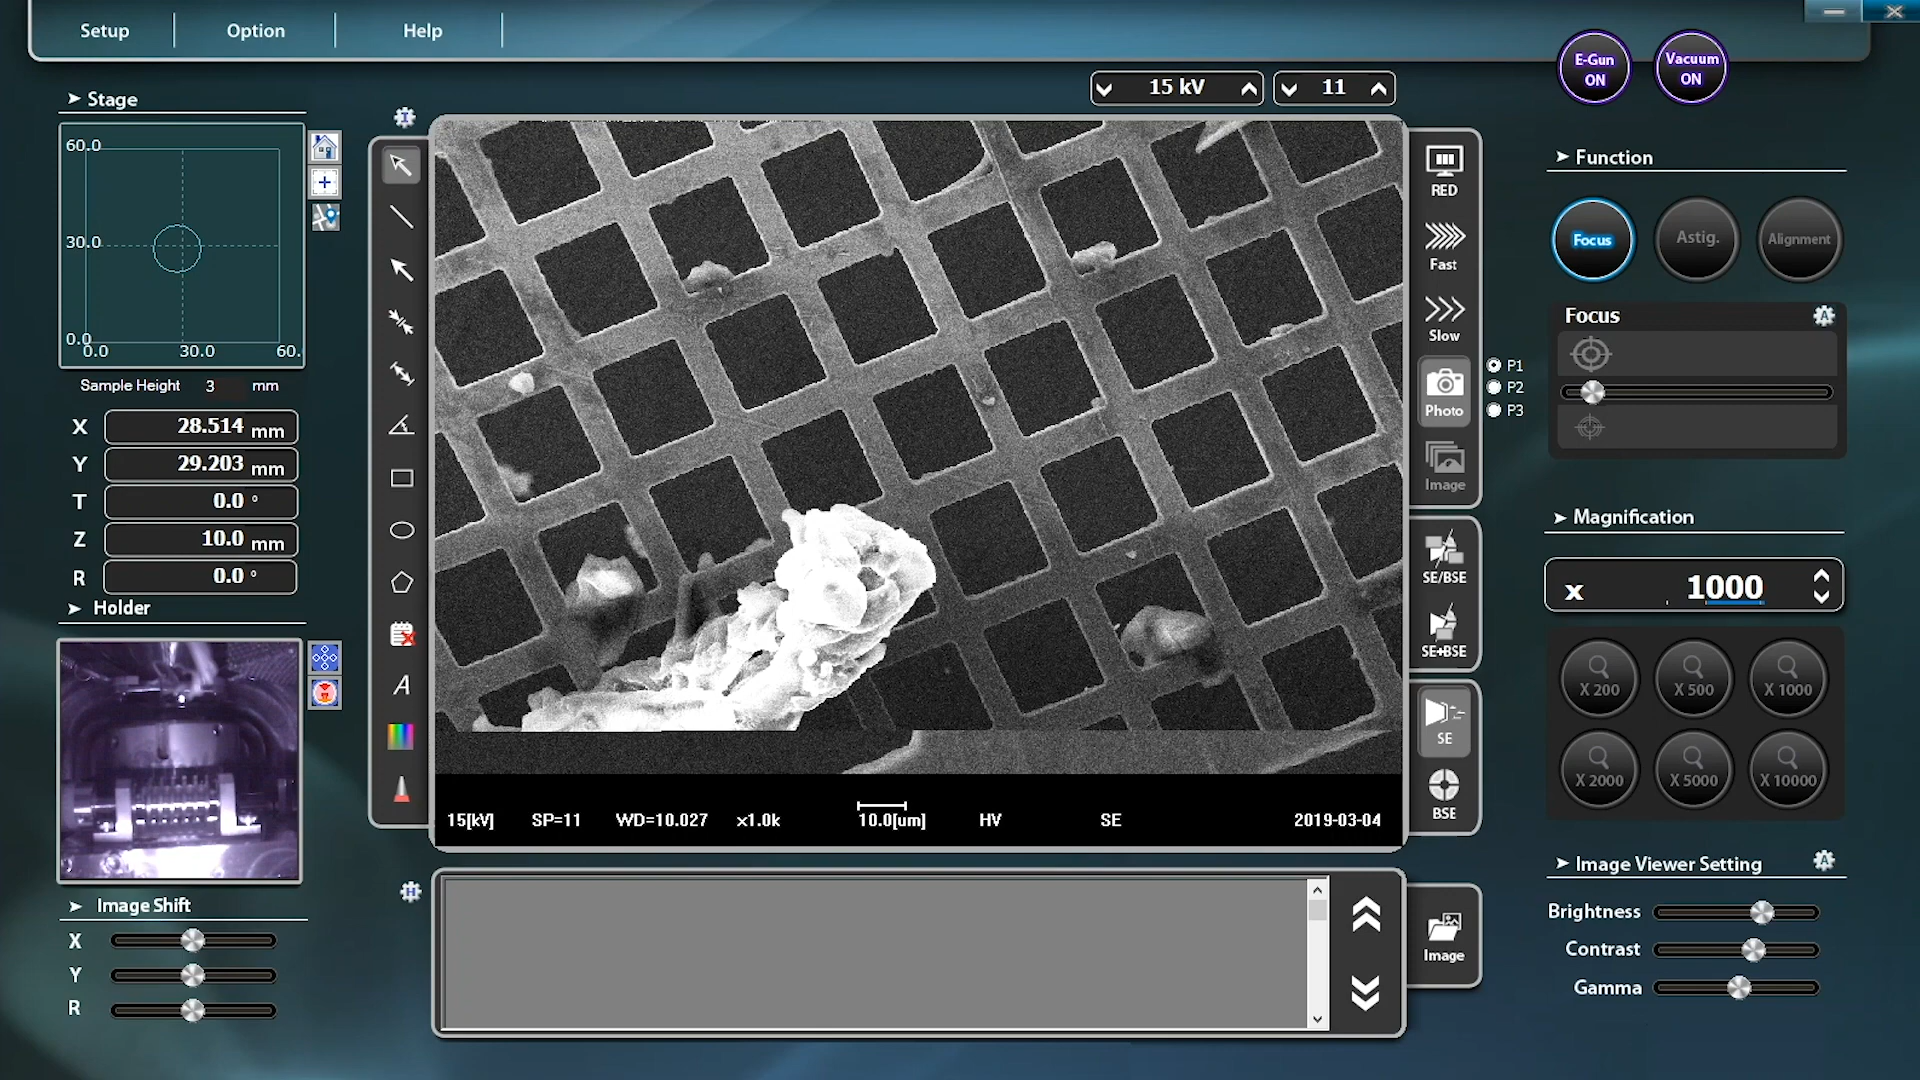 Setup
Option
Help
E-Gun
ON
Vacuum
ON
15 kV
11
Stage
60.0
30.0
0.0
0.0
30.0
60.
Sample Height 3 mm
X 28.514 mm
Y 29.203 mm
T 0.0 °
Z 10.0 mm
R 0.0 °
Holder
Image Shift
X
Y
R
A
15[kV] SP=11 WD=10.027 x1.0k 10.0[um] HV SE 2019-03-04
RED
Fast
Slow
Photo
Image
P1
P2
P3
SE/BSE
SE+BSE
SE
BSE
Image
Function
Focus
Astig.
Alignment
Focus
A
Magnification
x 1000
X 200
X 500
X 1000
X 2000
X 5000
X 10000
Image Viewer Setting
A
Brightness
Contrast
Gamma